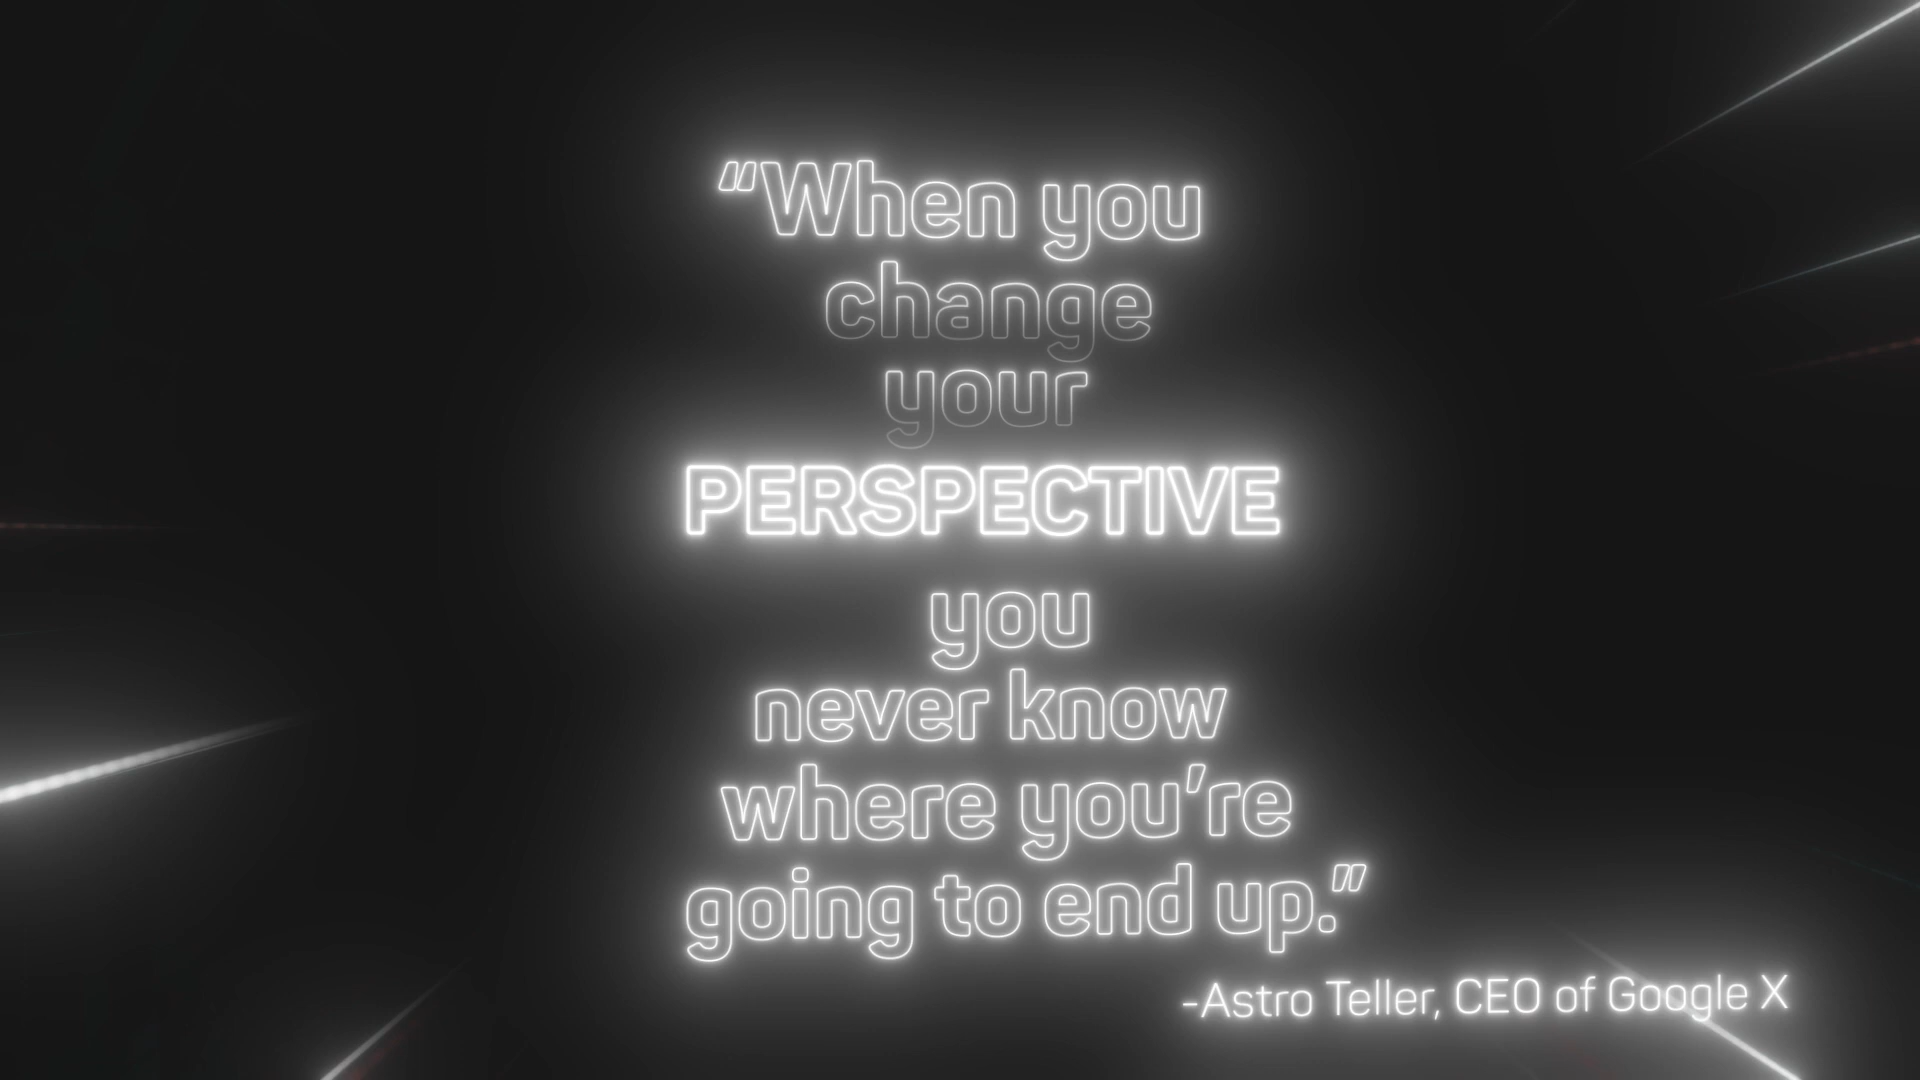 “When you
change
your
PERSPECTIVE
you
never know
where you’re
going to end up.”
-Astro Teller, CEO of Google X